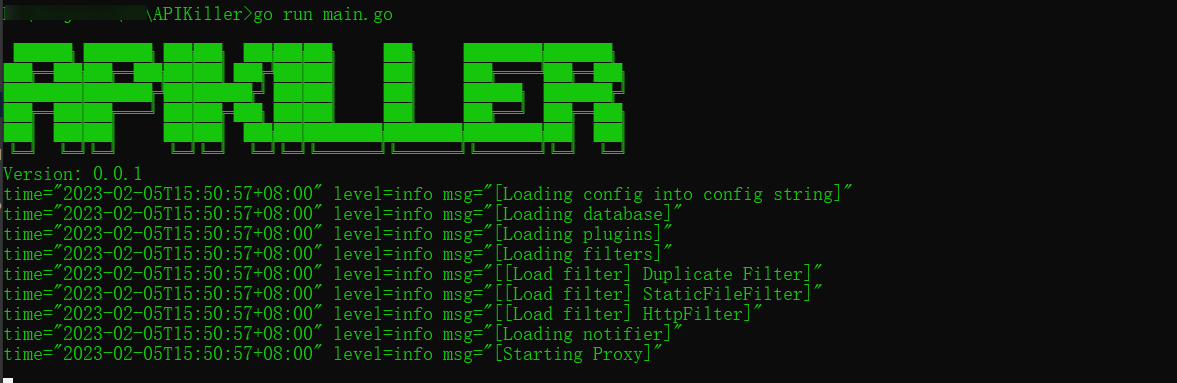 \APIKiller>go run main.go
APIKILLER
Version: 0.0.1
time="2023-02-05T15:50:57+08:00" level=info msg="[Loading config into config string]"
time="2023-02-05T15:50:57+08:00" level=info msg="[Loading database]"
time="2023-02-05T15:50:57+08:00" level=info msg="[Loading plugins]"
time="2023-02-05T15:50:57+08:00" level=info msg="[Loading filters]"
time="2023-02-05T15:50:57+08:00" level=info msg="[[Load filter] Duplicate Filter]"
time="2023-02-05T15:50:57+08:00" level=info msg="[[Load filter] StaticFileFilter]"
time="2023-02-05T15:50:57+08:00" level=info msg="[[Load filter] HttpFilter]"
time="2023-02-05T15:50:57+08:00" level=info msg="[Loading notifier]"
time="2023-02-05T15:50:57+08:00" level=info msg="[Starting Proxy]"